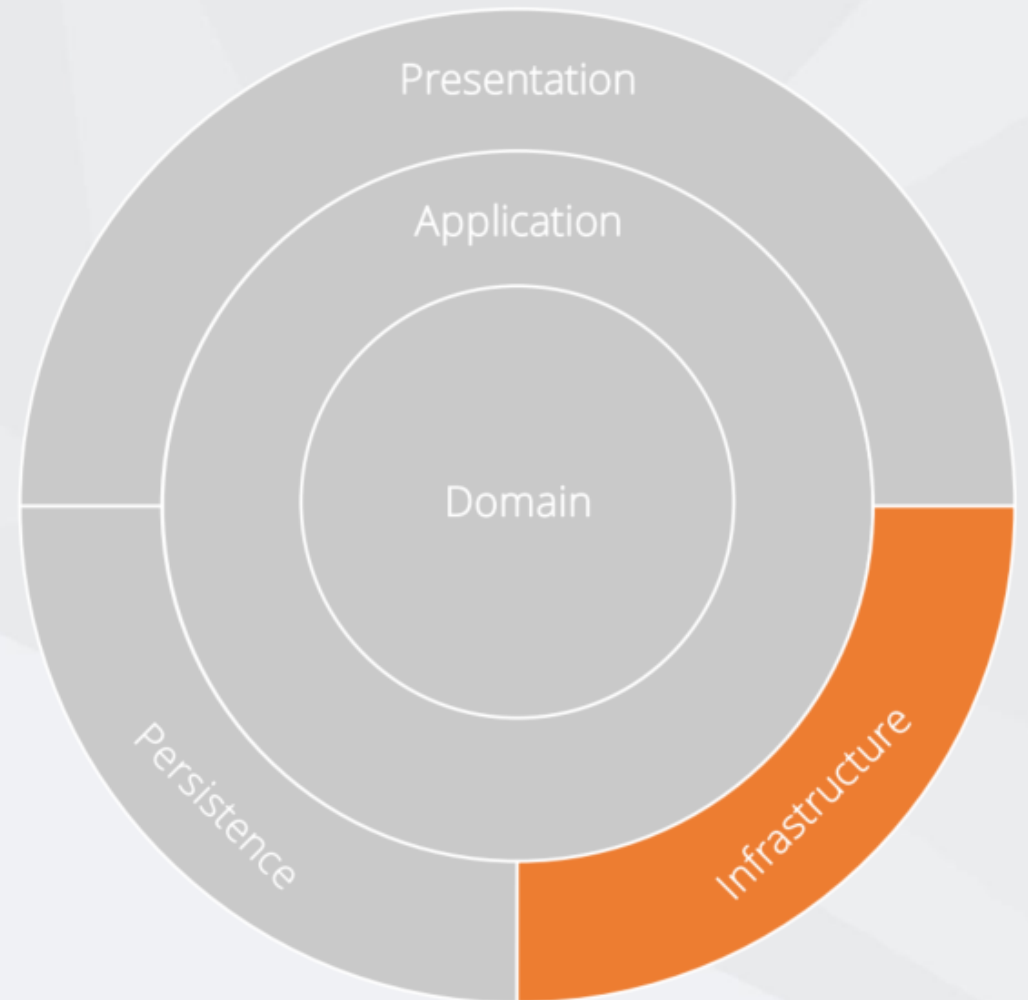 Presentation
Application
Domain
Persistence
Infrastructure